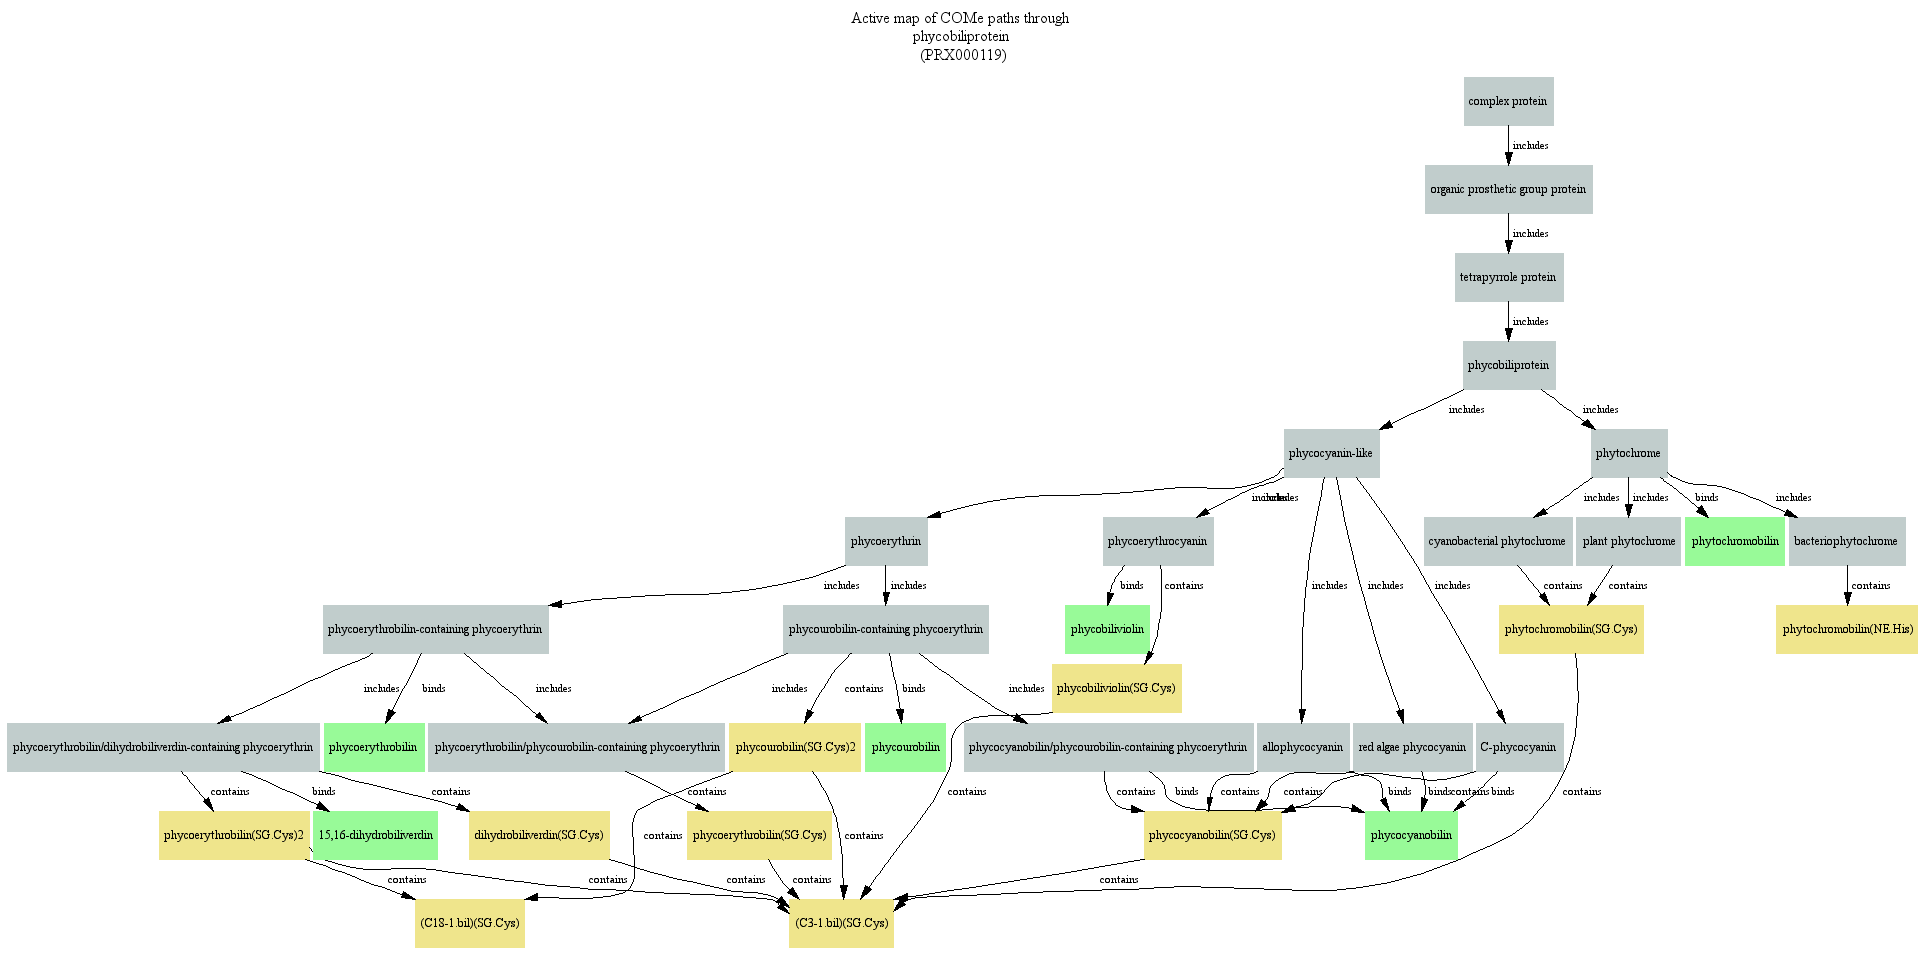 Active map of COMe paths through
phycobiliprotein
(PRX000119)
complex protein
includes
organic prosthetic group protein
includes
tetrapyrrole protein
includes
phycobiliprotein
includes
includes
phycocyanin-like
phytochrome
includes
includes
includes
includes
binds
includes
phycoerythrin
phycoerythrocyanin
cyanobacterial phytochrome
plant phytochrome
phytochromobilin
bacteriophytochrome
includes
includes
binds
contains
includes
includes
includes
contains
contains
contains
phycoerythrobilin-containing phycoerythrin
phycourobilin-containing phycoerythrin
phycobiliviolin
phytochromobilin(SG.Cys)
phytochromobilin(NE.His)
includes
binds
includes
includes
contains
binds
includes
phycobiliviolin(SG.Cys)
phycoerythrobilin/dihydrobiliverdin-containing phycoerythrin
phycoerythrobilin
phycoerythrobilin/phycourobilin-containing phycoerythrin
phycourobilin(SG.Cys)2
phycourobilin
phycocyanobilin/phycourobilin-containing phycoerythrin
allophycocyanin
red algae phycocyanin
C-phycocyanin
contains
binds
contains
contains
contains
contains
binds
contains
contains
binds
binds
contains
binds
contains
phycoerythrobilin(SG.Cys)2
15,16-dihydrobiliverdin
dihydrobiliverdin(SG.Cys)
contains
phycoerythrobilin(SG.Cys)
contains
phycocyanobilin(SG.Cys)
phycocyanobilin
contains
contains
contains
contains
contains
(C18-1.bil)(SG.Cys)
(C3-1.bil)(SG.Cys)